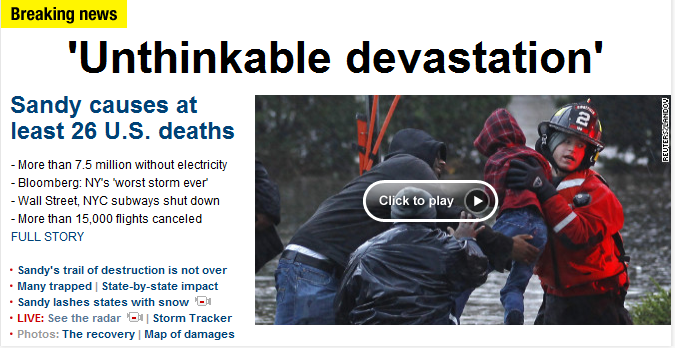 Breaking news
'Unthinkable devastation'
Sandy causes at
least 26 U.S. deaths
- More than 7.5 million without electricity
- Bloomberg: NY's 'worst storm ever'
- Wall Street, NYC subways shut down
- More than 15,000 flights canceled
FULL STORY
· Sandy's trail of destruction is not over
· Many trapped | State-by-state impact
· Sandy lashes states with snow
· LIVE: See the radar | Storm Tracker
· Photos: The recovery | Map of damages
REUTERS/LANDOV
2
Click to play